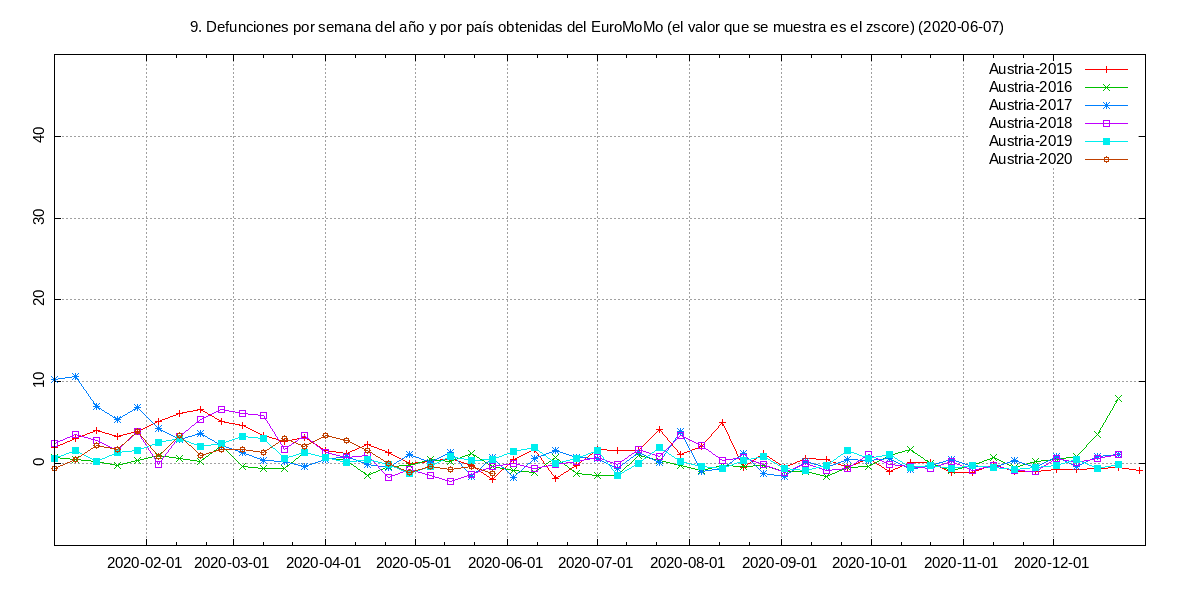 9. Defunciones por semana del año y por país obtenidas del EuroMoMo (el valor que se muestra es el zscore) (2020-06-07)
Austria-2015
Austria-2016
Austria-2017
Austria-2018
Austria-2019
Austria-2020
40
30
20
10
0
2020-02-01 2020-03-01 2020-04-01 2020-05-01 2020-06-01 2020-07-01 2020-08-01 2020-09-01 2020-10-01 2020-11-01 2020-12-01